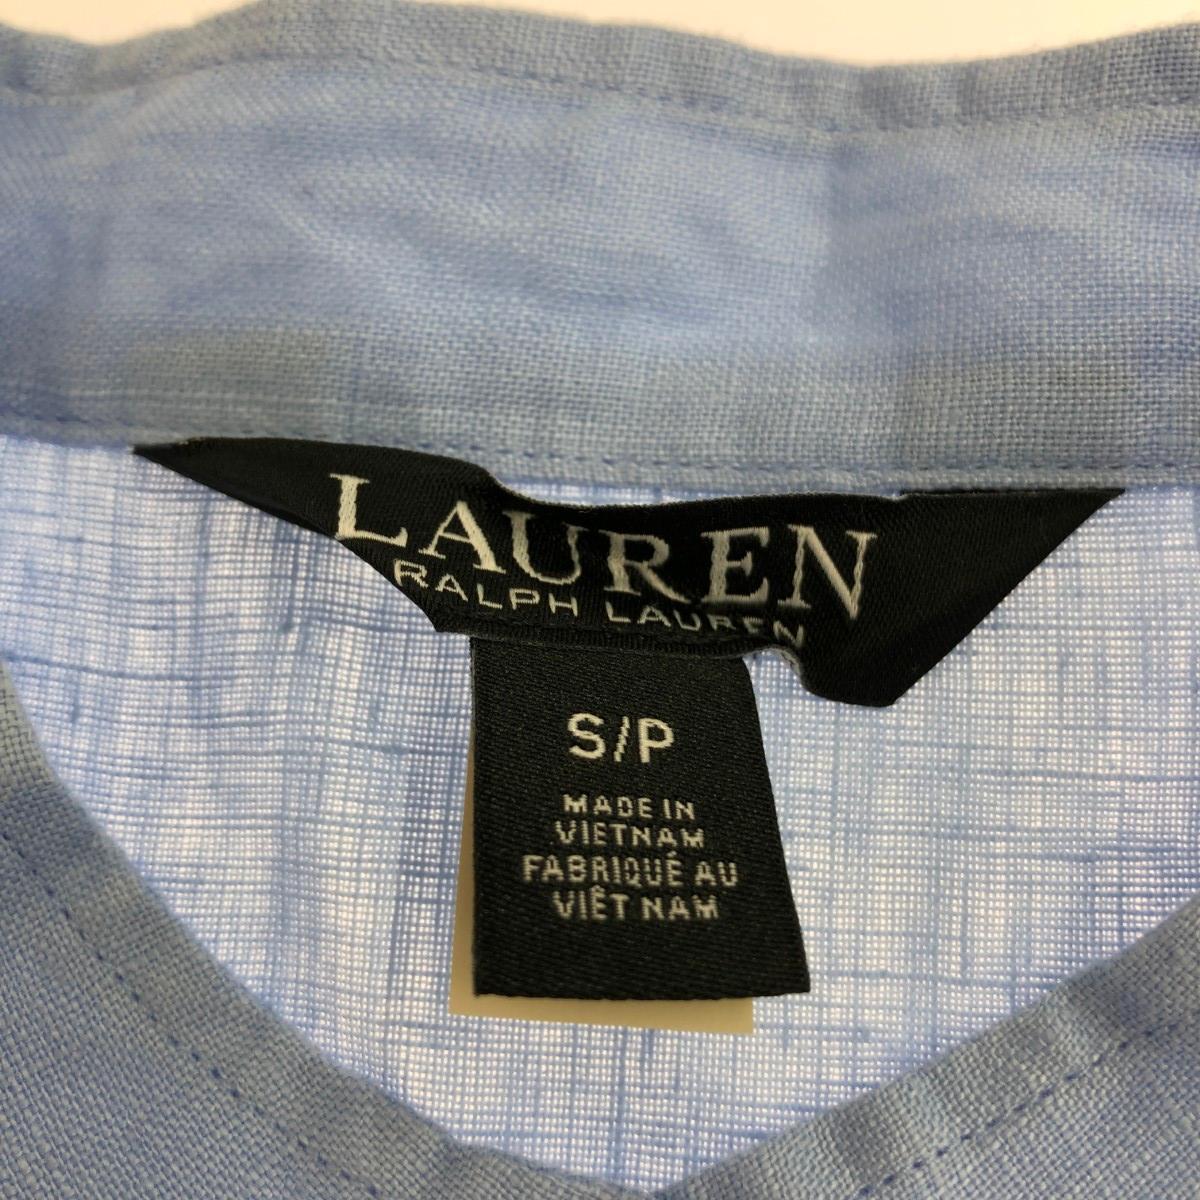 LAUREN
RALPH LAUREN
S/P
MADE IN
VIETNAM
FABRIQUÉ AU
VIÊT NAM